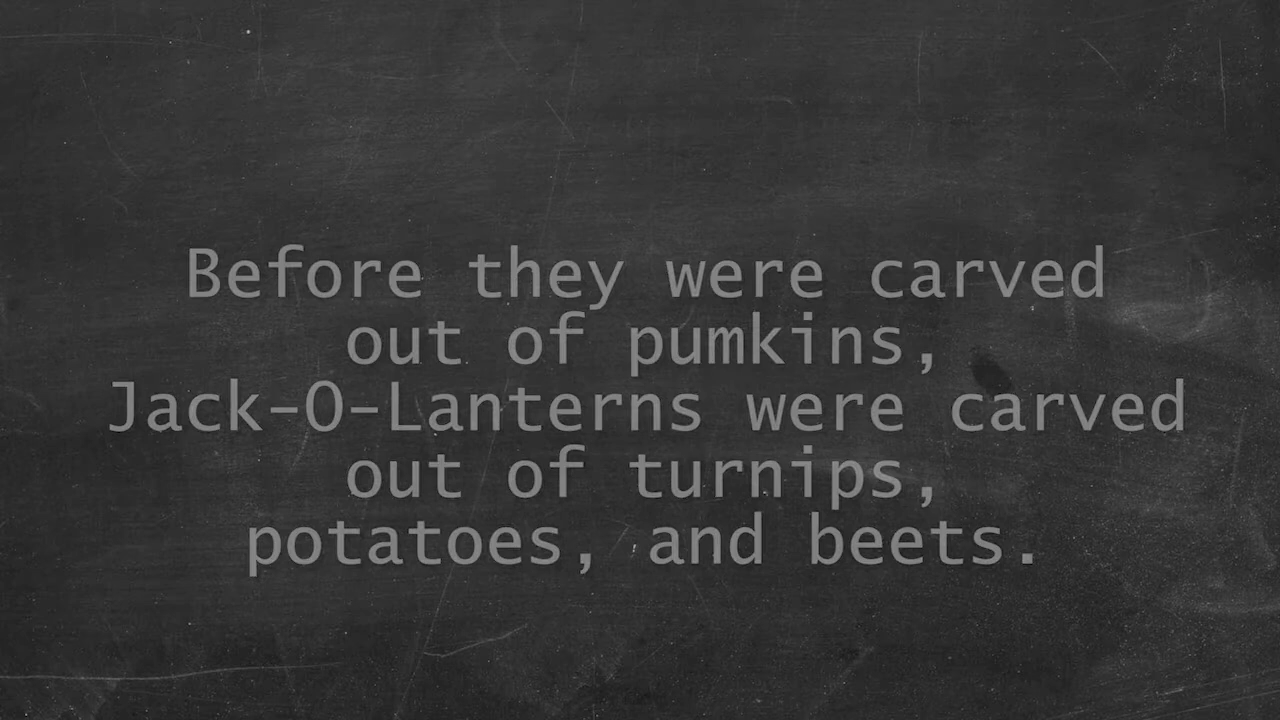 Before they were carved
out of pumkins,
Jack-O-Lanterns were carved
out of turnips,
potatoes, and beets.